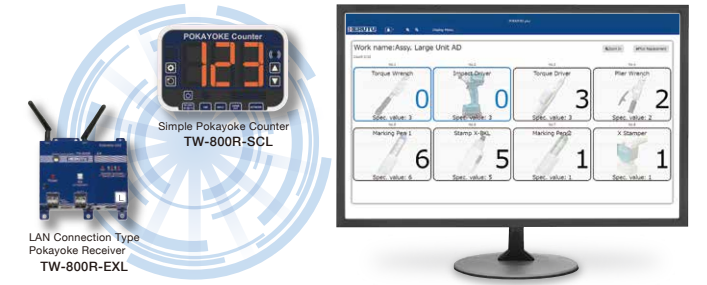 POKAYOKE Counter
123
Simple Pokayoke Counter
TW-800R-SCL
L
LAN Connection Type
Pokayoke Receiver
TW-800R-EXL
HERUTU
Work name:Assy. Large Unit AD
Torque Wrench
0
Spec. value: 3
Impact Driver
0
Spec. value: 3
Torque Driver
3
Spec. value: 3
Plier Wrench
2
Spec. value: 2
Marking Pen 1
6
Spec. value: 6
Stamp X-BKL
5
Spec. value: 5
Marking Pen2
1
Spec. value: 1
X Stamper
1
Spec. value: 1